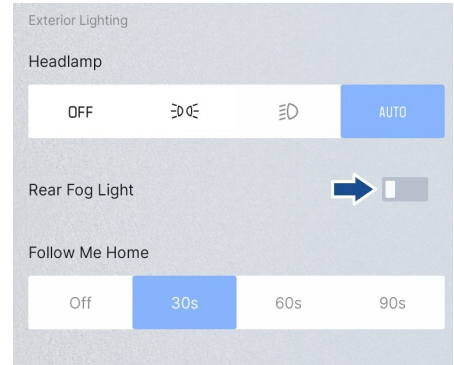 Exterior Lighting
Headlamp
OFF AUTO
Rear Fog Light
Follow Me Home
Off 30s 60s 90s